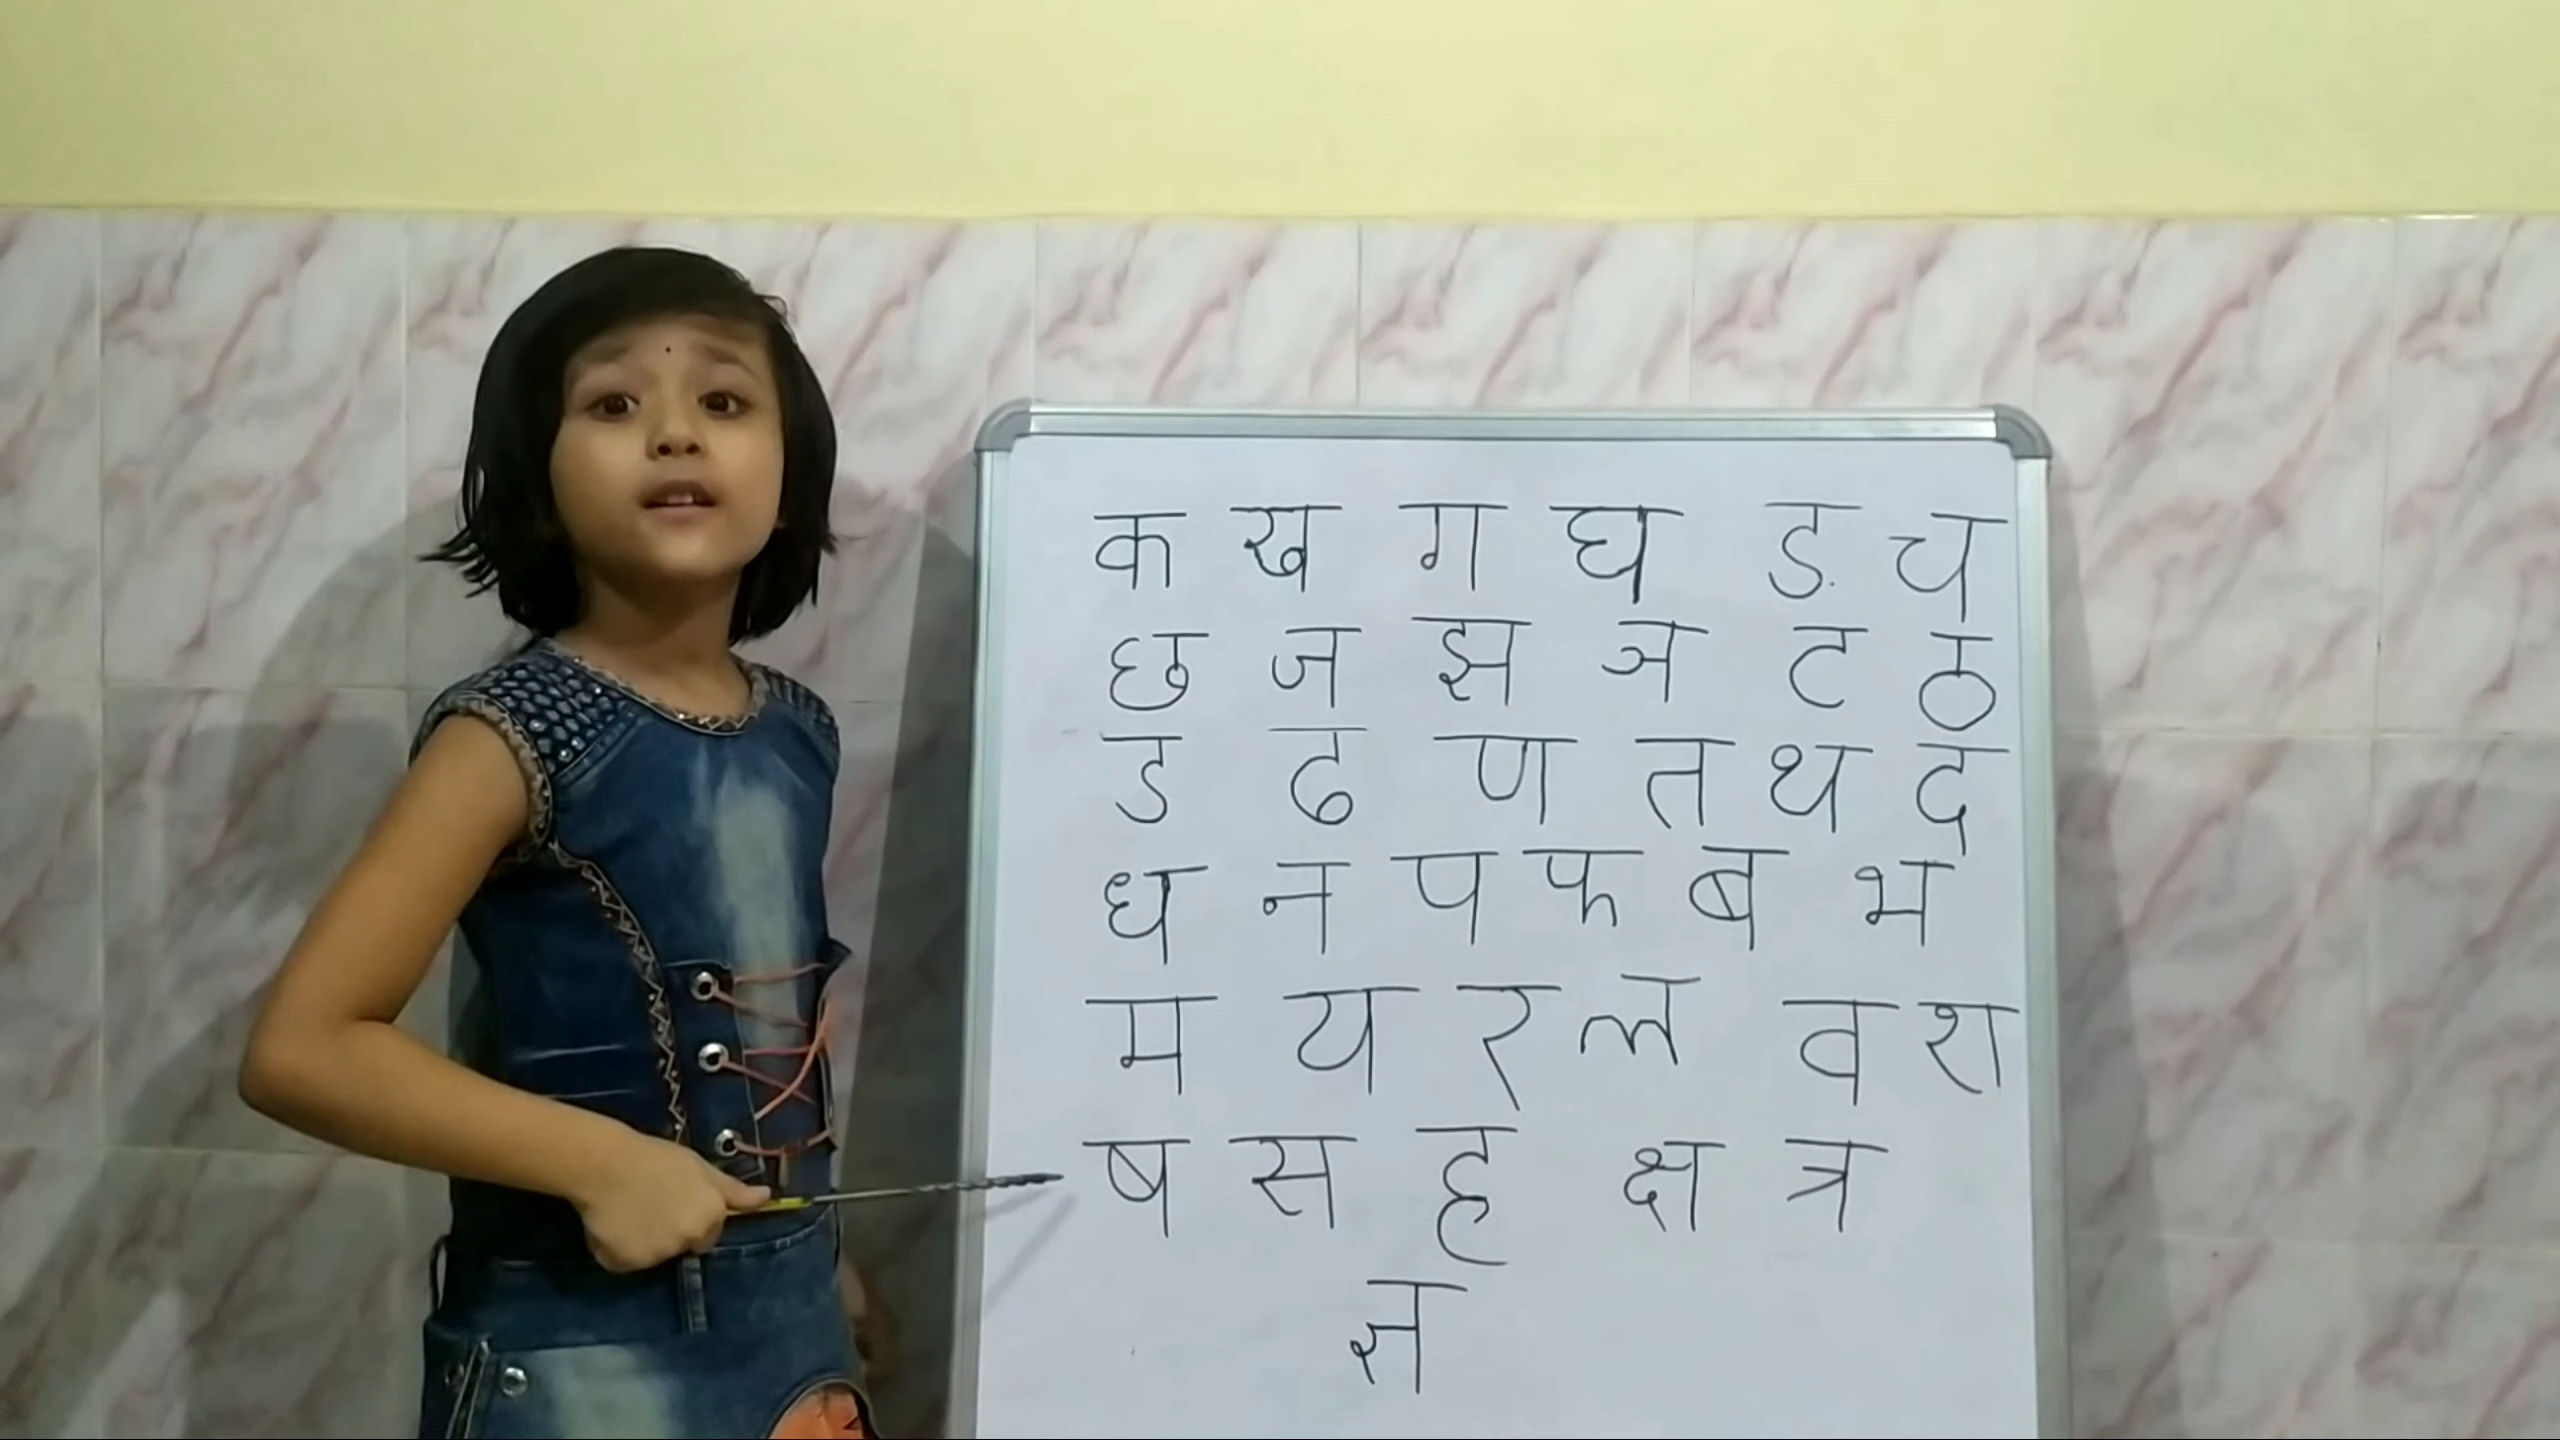 क ख ग घ ङ च
छ ज झ ञ ट ठ
ड ढ ण त थ द
ध न प फ ब भ
म य र ल व श
ष स ह क्ष त्र
ज्ञ